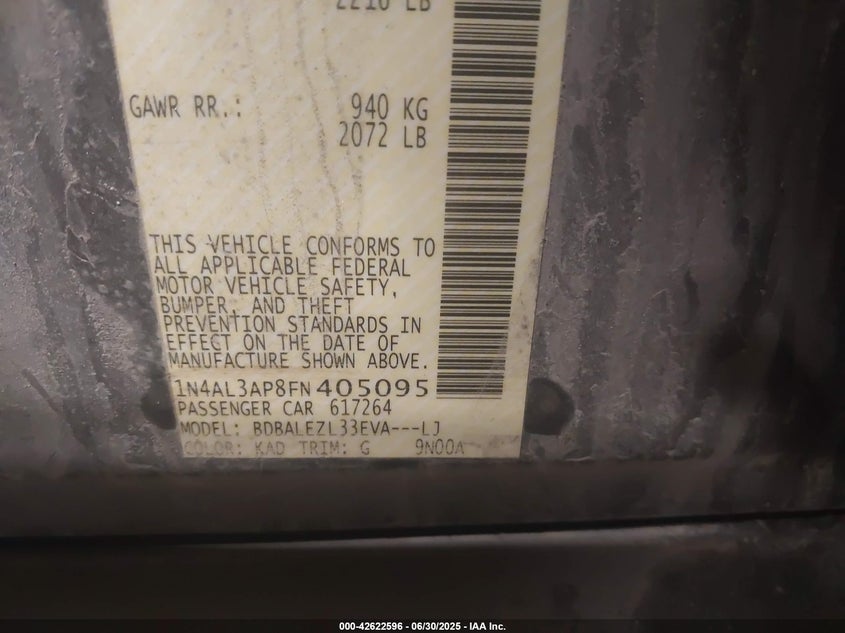 2210 LB
GAWR RR.: 940 KG
2072 LB
THIS VEHICLE CONFORMS TO
ALL APPLICABLE FEDERAL
MOTOR VEHICLE SAFETY,
BUMPER, AND THEFT
PREVENTION STANDARDS IN
EFFECT ON THE DATE OF
MANUFACTURE SHOWN ABOVE.
1N4AL3AP8FN405095
PASSENGER CAR 617264
MODEL: BDBALEZL33EVA---LJ
COLOR: KAD TRIM: G 9N00A
000-42622596 - 06/30/2025 - IAA Inc.